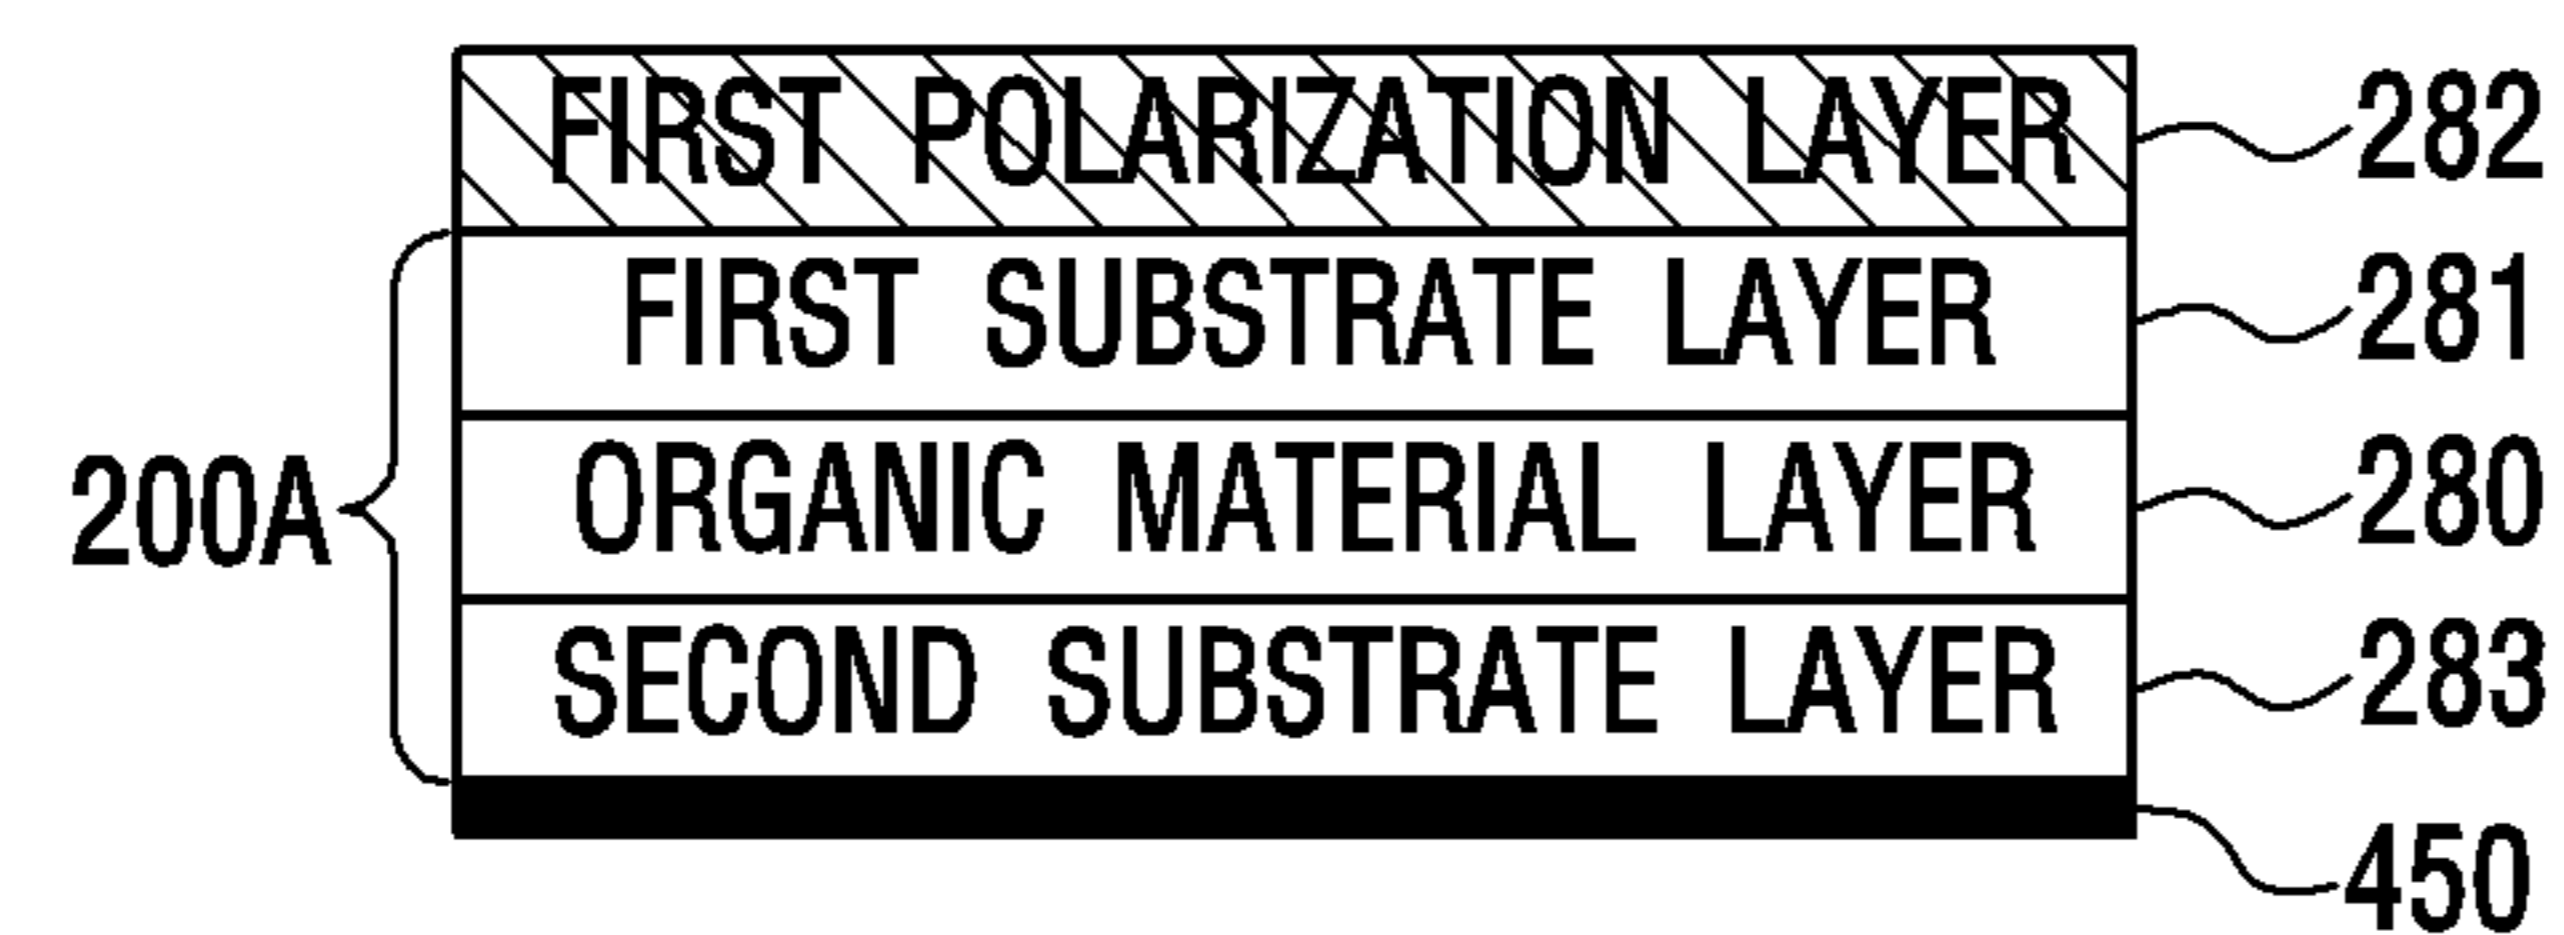 FIRST POLARIZATION LAYER 282
FIRST SUBSTRATE LAYER 281
200A ORGANIC MATERIAL LAYER 280
SECOND SUBSTRATE LAYER 283
450